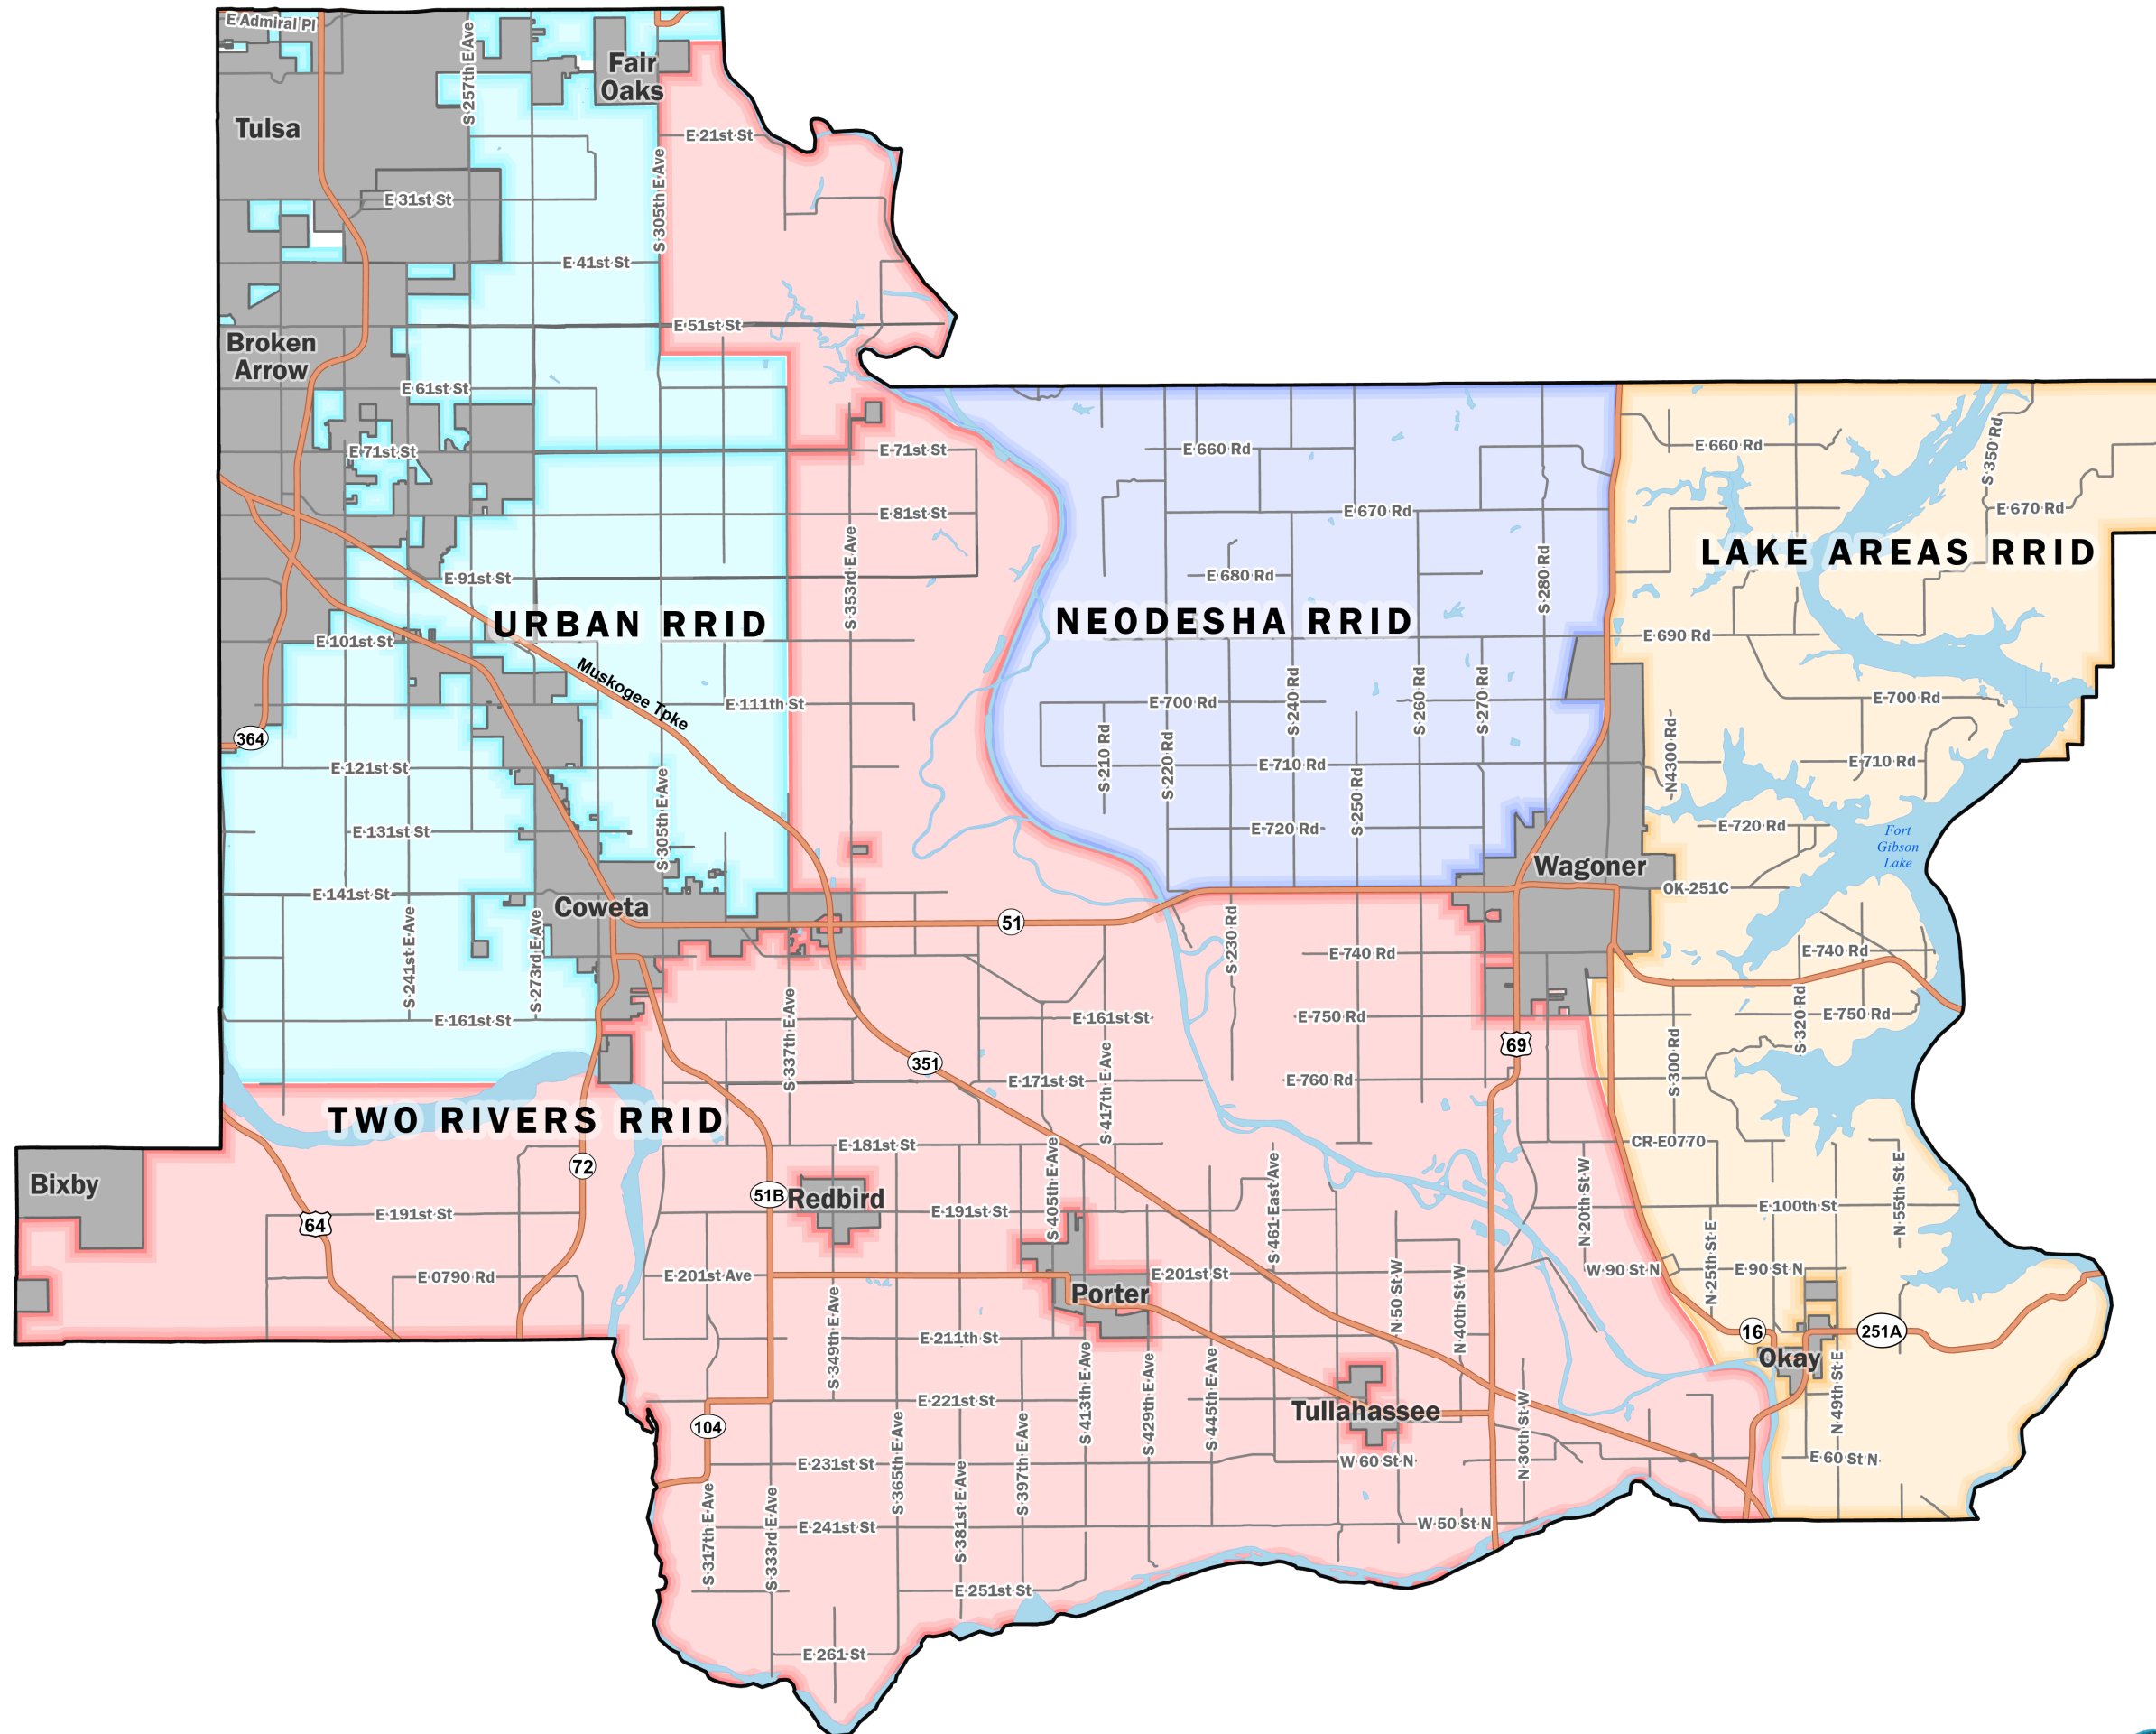 E Admiral Pl
S 257th E Ave
Fair
Oaks
Tulsa
E 21st St
S 305th E Ave
E 31st St
E 41st St
E 51st St
Broken
Arrow
E 61st St
E 71st St
E 71st St
E 660 Rd
E 660 Rd
S 350 Rd
E 81st St
E 670 Rd
E 670 Rd
S 353rd E Ave
S 280 Rd
LAKE AREAS RRID
E 91st St
E 680 Rd
URBAN RRID
NEODESHA RRID
E 101st St
E 690 Rd
Muskogee Tpke
E 111th St
E 700 Rd
S 240 Rd
S 260 Rd
S 270 Rd
E 700 Rd
364
S 210 Rd
S 220 Rd
N4300 Rd
E 121st St
E 710 Rd
E 710 Rd
S 305th E Ave
S 250 Rd
E 131st St
E 720 Rd
E 720 Rd
Fort
Gibson
Lake
Wagoner
E 141st St
OK-251C
Coweta
51
S 241st E Ave
S 273rd E Ave
S 230 Rd
E 740 Rd
E 740 Rd
E 161st St
S 337th E Ave
E 161st St
E 750 Rd
S 320 Rd
E 750 Rd
69
351
S 417th E Ave
S 300 Rd
E 171st St
E 760 Rd
TWO RIVERS RRID
E 181st St
CR-E0770
Bixby
72
S 405th E Ave
S 461 East Ave
N 20th St W
N 55th St E
51B
Redbird
64
E 191st St
E 191st St
E 100th St
N 25th St E
E 0790 Rd
E 201st Ave
E 201st St
W 90 St N
E 90 St N
Porter
N 50 St W
N 40th St W
S 349th E Ave
E 211th St
16
251A
Okay
S 413th E Ave
S 429th E Ave
S 445th E Ave
N 49th St E
E 221st St
Tullahassee
104
S 365th E Ave
S 397th E Ave
N 30th St W
E 231st St
W 60 St N
E 60 St N
S 317th E Ave
S 333rd E Ave
S 381st E Ave
E 241st St
W 50 St N
E 251st St
E 261 St